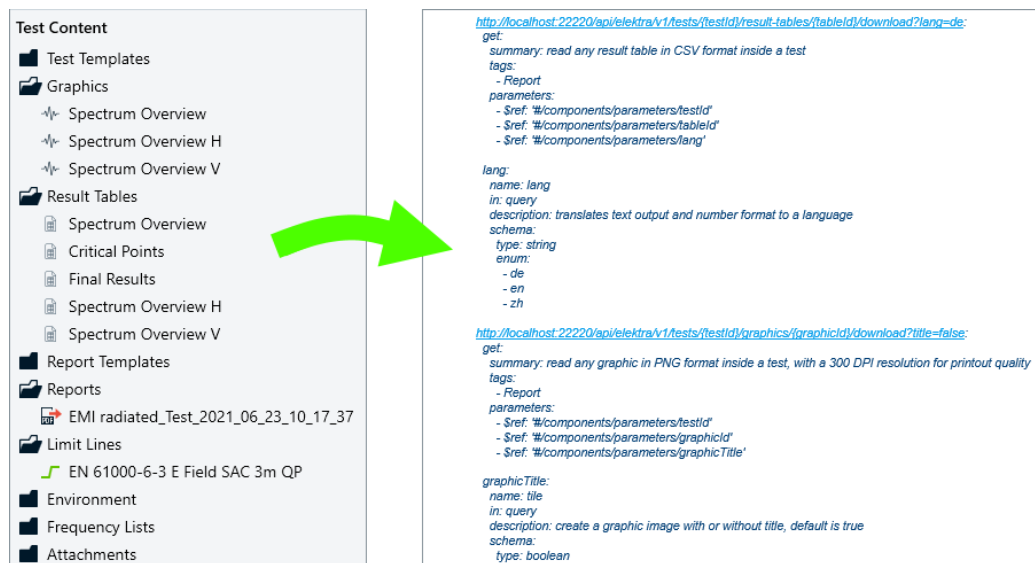 Test Content
Test Templates
Graphics
Spectrum Overview
Spectrum Overview H
Spectrum Overview V
Result Tables
Spectrum Overview
Critical Points
Final Results
Spectrum Overview H
Spectrum Overview V
Report Templates
Reports
PDF EMI radiated_Test_2021_06_23_10_17_37
Limit Lines
EN 61000-6-3 E Field SAC 3m QP
Environment
Frequency Lists
Attachments
http://localhost:22220/api/elektra/v1/tests/{testId}/result-tables/{tableId}/download?lang=de:
get:
summary: read any result table in CSV format inside a test
tags:
- Report
parameters:
- $ref: '#/components/parameters/testId'
- $ref: '#/components/parameters/tableId'
- $ref: '#/components/parameters/lang'
lang:
name: lang
in: query
description: translates text output and number format to a language
schema:
type: string
enum:
- de
- en
- zh
http://localhost:22220/api/elektra/v1/tests/{testId}/graphics/{graphicId}/download?title=false:
get:
summary: read any graphic in PNG format inside a test, with a 300 DPI resolution for printout quality
tags:
- Report
parameters:
- $ref: '#/components/parameters/testId'
- $ref: '#/components/parameters/graphicId'
- $ref: '#/components/parameters/graphicTitle'
graphicTitle:
name: tile
in: query
description: create a graphic image with or without title, default is true
schema:
type: boolean